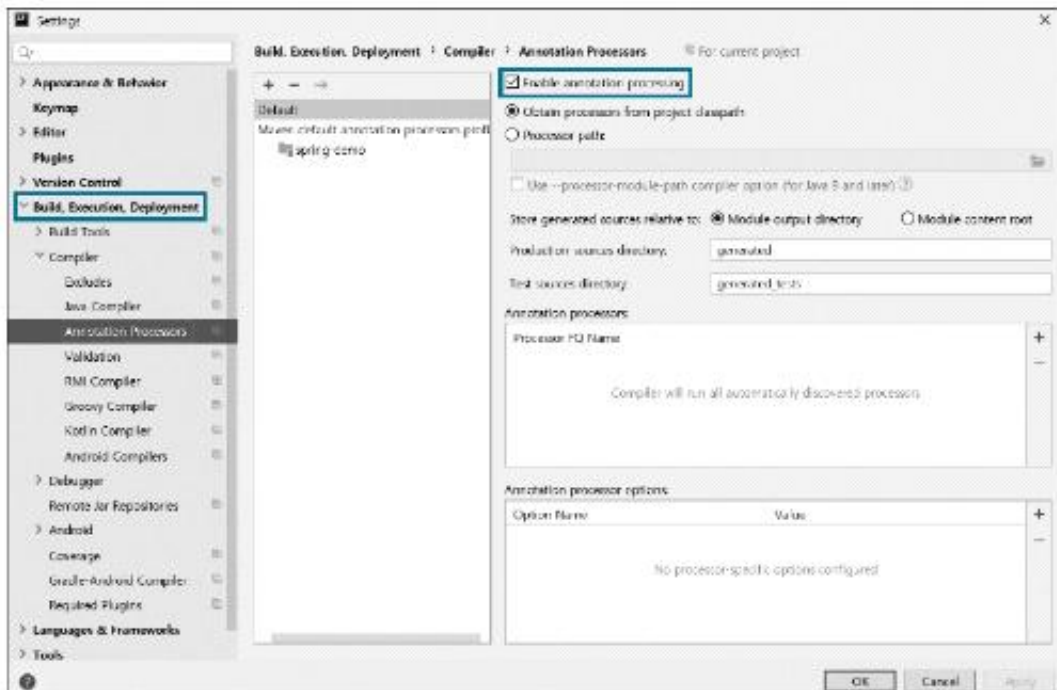 Settings
Build, Execution, Deployment › Compiler › Annotation Processors For current project
> Appearance & Behavior
Keymap
> Editor
Plugins
> Version Control
Build, Execution, Deployment
> Build Tools
Compiler
Excludes
Java Compiler
Annotation Processors
Validation
RMI Compiler
Groovy Compiler
Kotlin Compiler
Android Compilers
> Debugger
Remote Jar Repositories
> Android
Coverage
Gradle-Android Compiler
Required Plugins
> Languages & Frameworks
> Tools
Default
Maven default annotation processors profi
spring-demo
Enable annotation processing
Obtain processors from project classpath
Processor path:
Use --processor-module-path compiler option (for Java 9 and later)
Store generated sources relative to: Module output directory Module content root
Production sources directory: generated
Test sources directory: generated_tests
Annotation processors:
Processor FQ Name
Compiler will run all automatically discovered processors
Annotation processor options:
Option Name Value
No processor-specific options configured
OK Cancel Apply